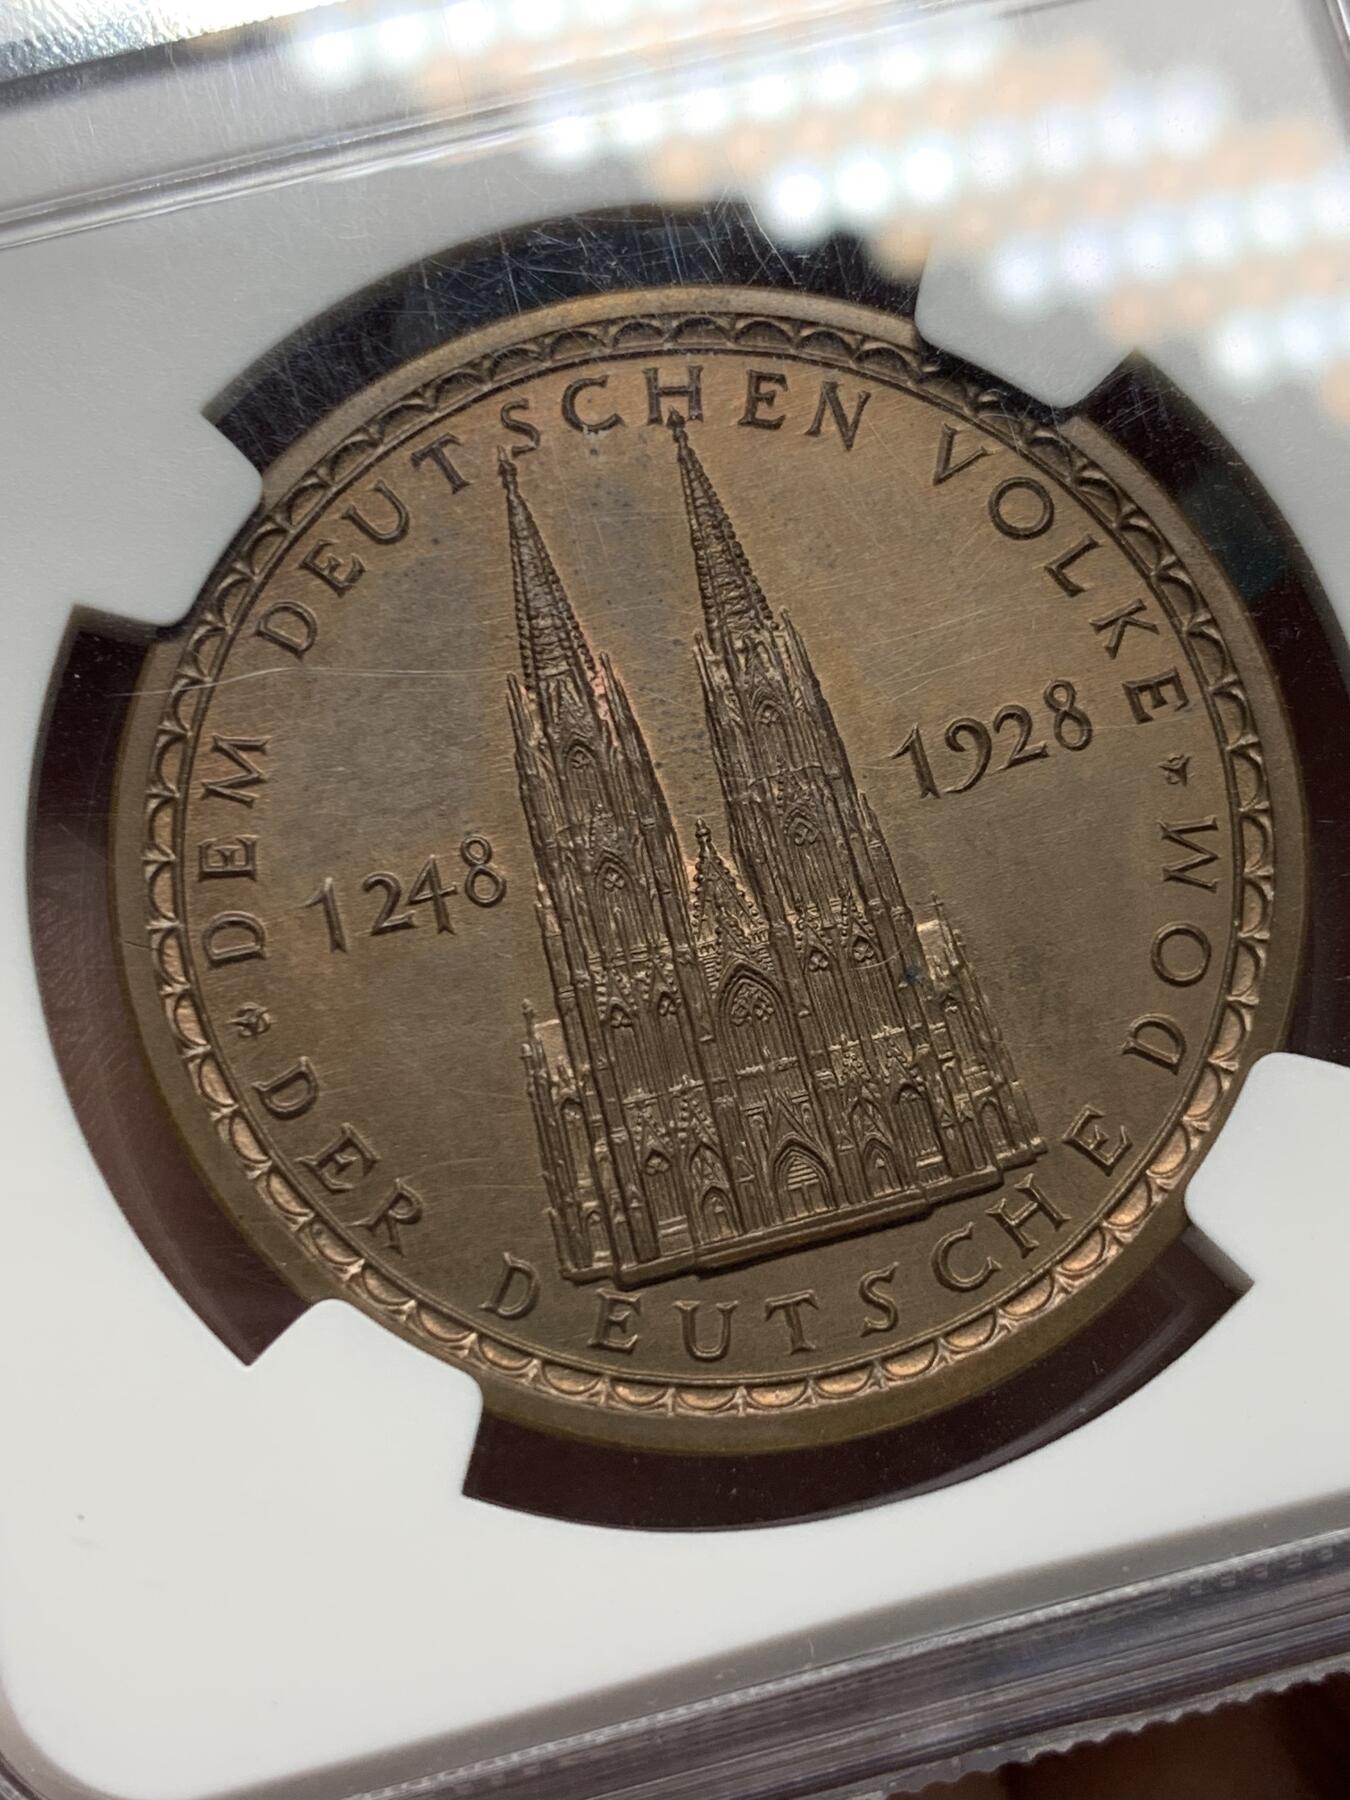 DEM DEUTSCHEN VOLKE
1248
1928
DER DEUTSCHE DOM